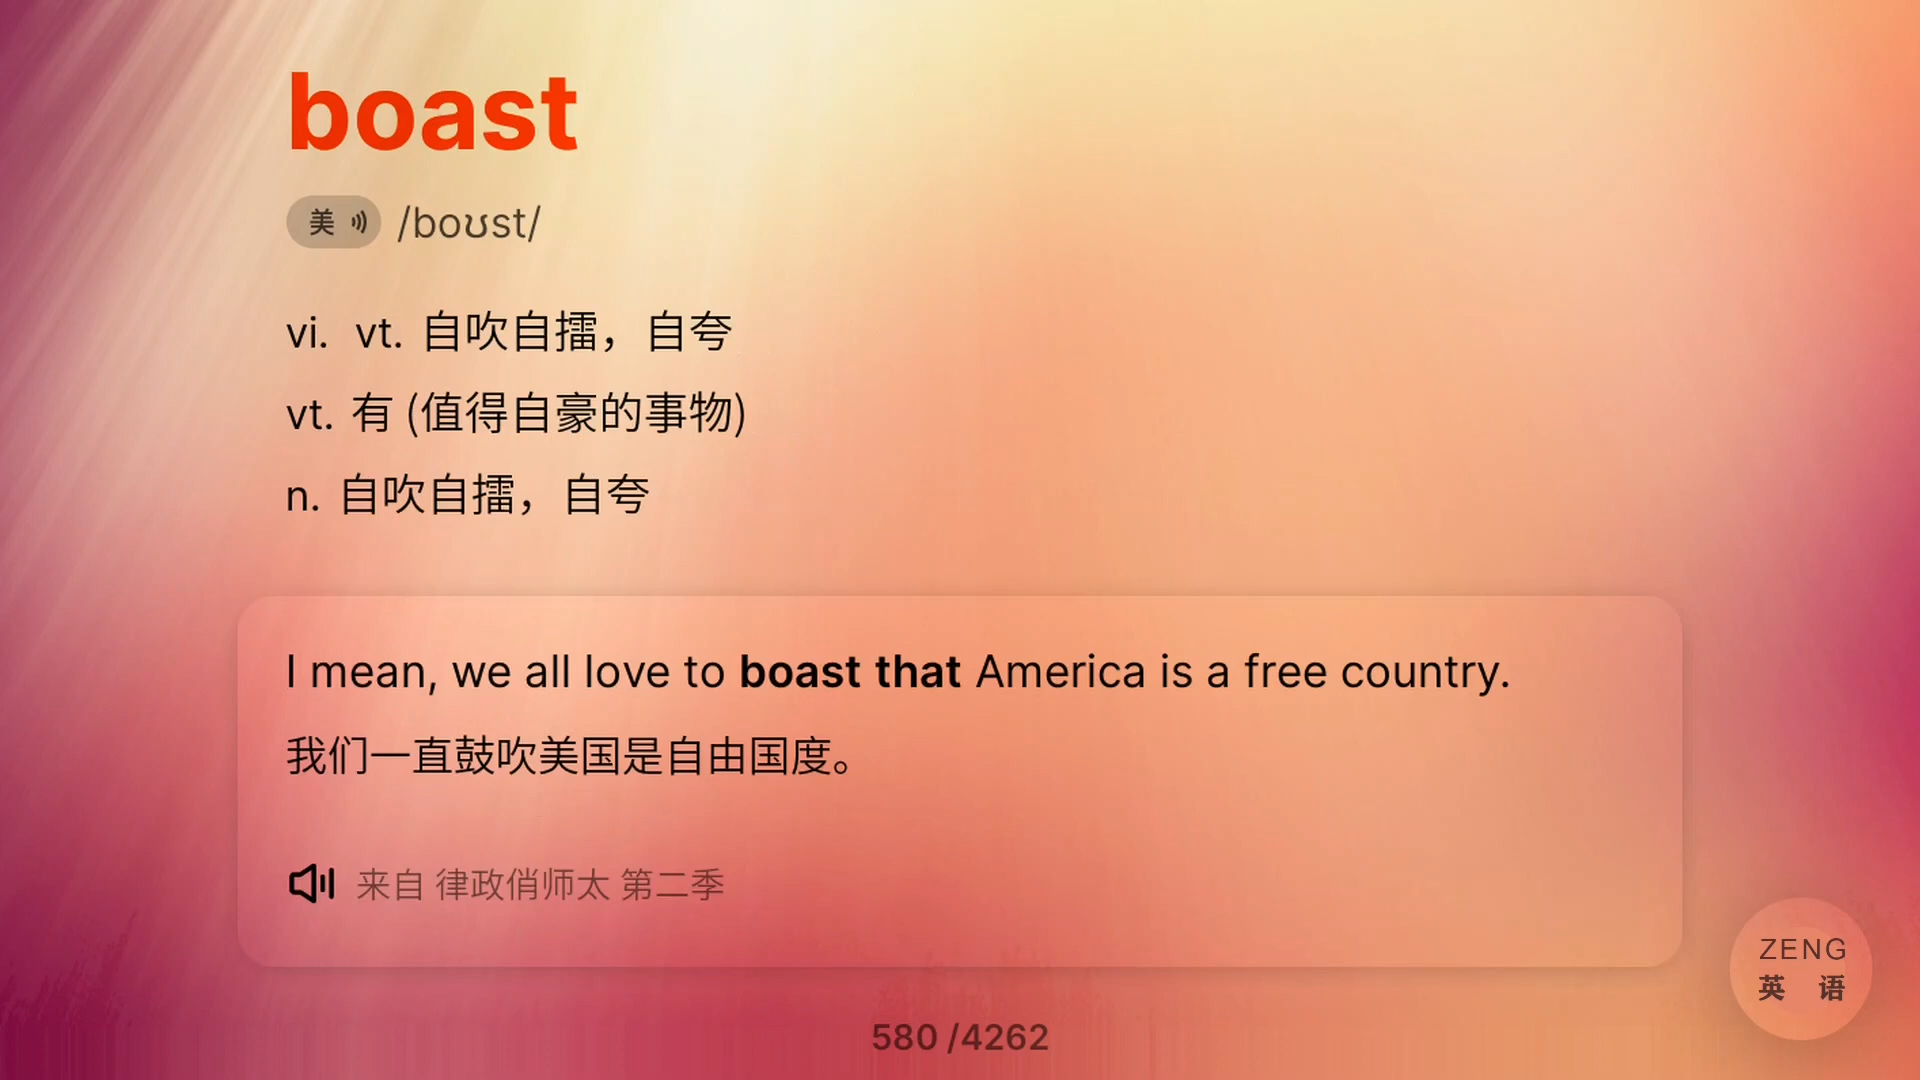 boast
美 /boʊst/
vi. vt. 自吹自擂，自夸
vt. 有 (值得自豪的事物)
n. 自吹自擂，自夸
I mean, we all love to boast that America is a free country.
我们一直鼓吹美国是自由国度。
来自 律政俏师太 第二季
ZENG
英 语
580 /4262